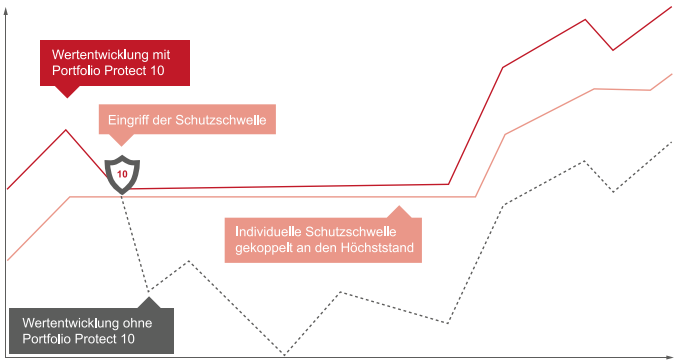 Wertentwicklung mit
Portfolio Protect 10
Eingriff der Schutzschwelle
10
Individuelle Schutzschwelle
gekoppelt an den Höchststand
Wertentwicklung ohne
Portfolio Protect 10